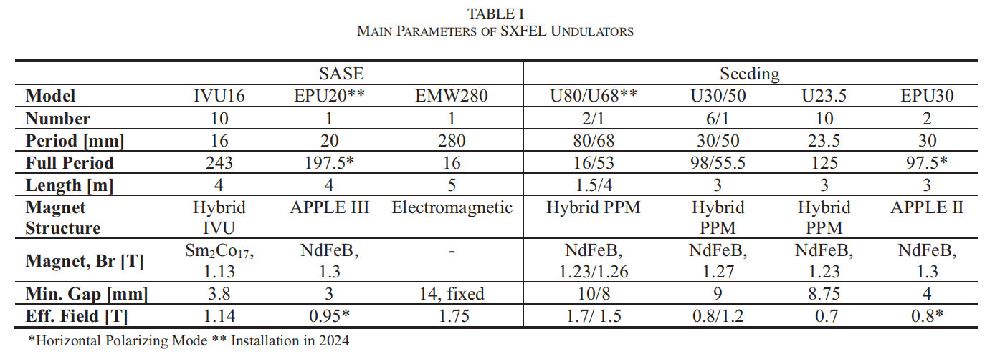 TABLE I
MAIN PARAMETERS OF SXFEL UNDULATORS
SASE Seeding
Model IVU16 EPU20** EMW280 U80/U68** U30/50 U23.5 EPU30
Number 10 1 1 2/1 6/1 10 2
Period [mm] 16 20 280 80/68 30/50 23.5 30
Full Period 243 197.5* 16 16/53 98/55.5 125 97.5*
Length [m] 4 4 5 1.5/4 3 3 3
Magnet Hybrid APPLE III Electromagnetic Hybrid PPM Hybrid Hybrid APPLE II
Structure IVU PPM PPM
Magnet, Br [T] Sm₂Co₁₇, NdFeB, - NdFeB, NdFeB, NdFeB, NdFeB,
1.13 1.3 1.23/1.26 1.27 1.23 1.3
Min. Gap [mm] 3.8 3 14, fixed 10/8 9 8.75 4
Eff. Field [T] 1.14 0.95* 1.75 1.7/ 1.5 0.8/1.2 0.7 0.8*
*Horizontal Polarizing Mode ** Installation in 2024